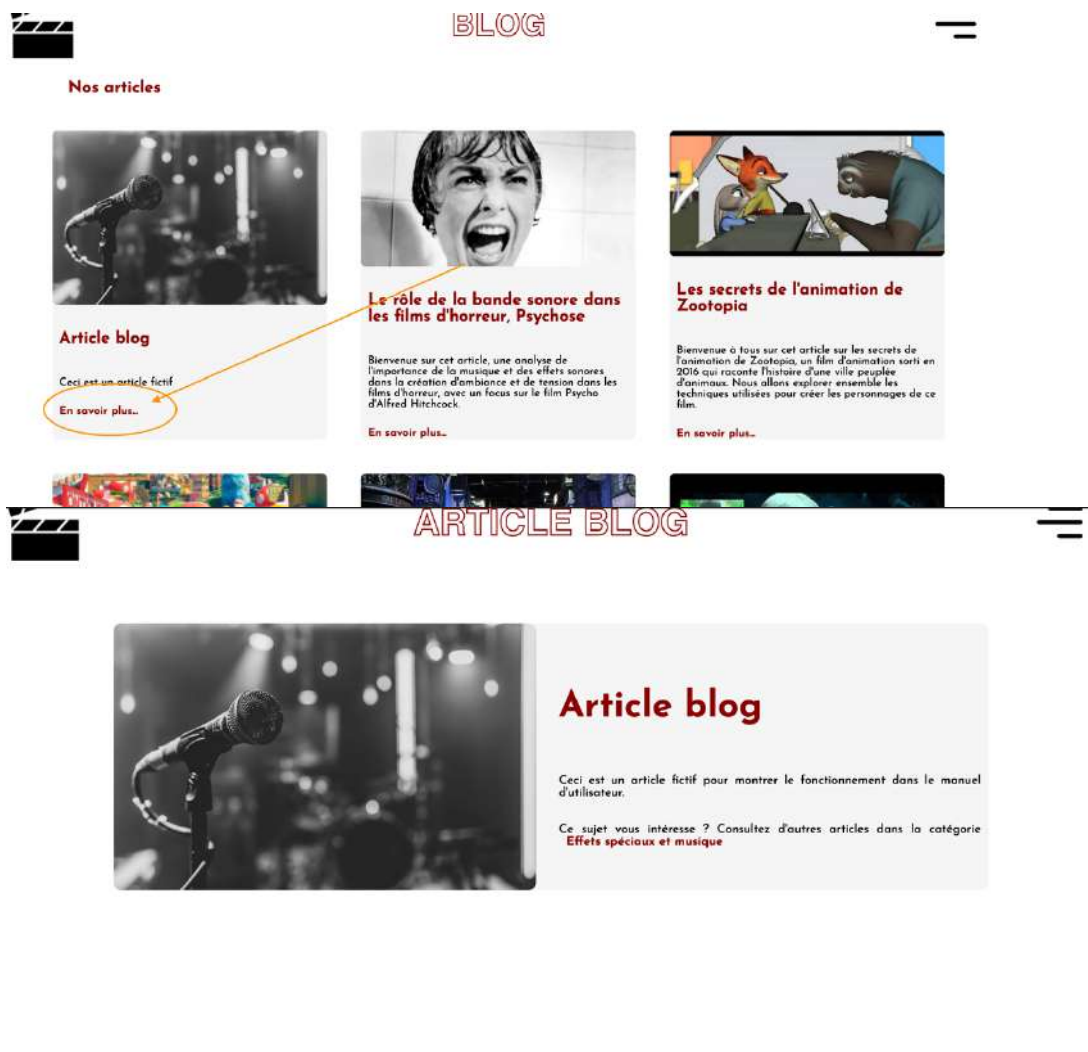 BLOG
Nos articles
Article blog
Ceci est un article fictif
En savoir plus...
Le rôle de la bande sonore dans
les films d'horreur, Psychose
Bienvenue sur cet article, une analyse de
l'importance de la musique et des effets sonores
dans la création d'ambiance et de tension dans les
films d'horreur, avec un focus sur le film Psycho
d'Alfred Hitchcock.
En savoir plus...
Les secrets de l'animation de
Zootopia
Bienvenue à tous sur cet article sur les secrets de
l'animation de Zootopia, un film d'animation sorti en
2016 qui raconte l'histoire d'une ville peuplée
d'animaux. Nous allons explorer ensemble les
techniques utilisées pour créer les personnages de ce
film.
En savoir plus...
ARTICLE BLOG
Article blog
Ceci est un article fictif pour montrer le fonctionnement dans le manuel
d'utilisateur.
Ce sujet vous intéresse ? Consultez d'autres articles dans la catégorie
Effets spéciaux et musique